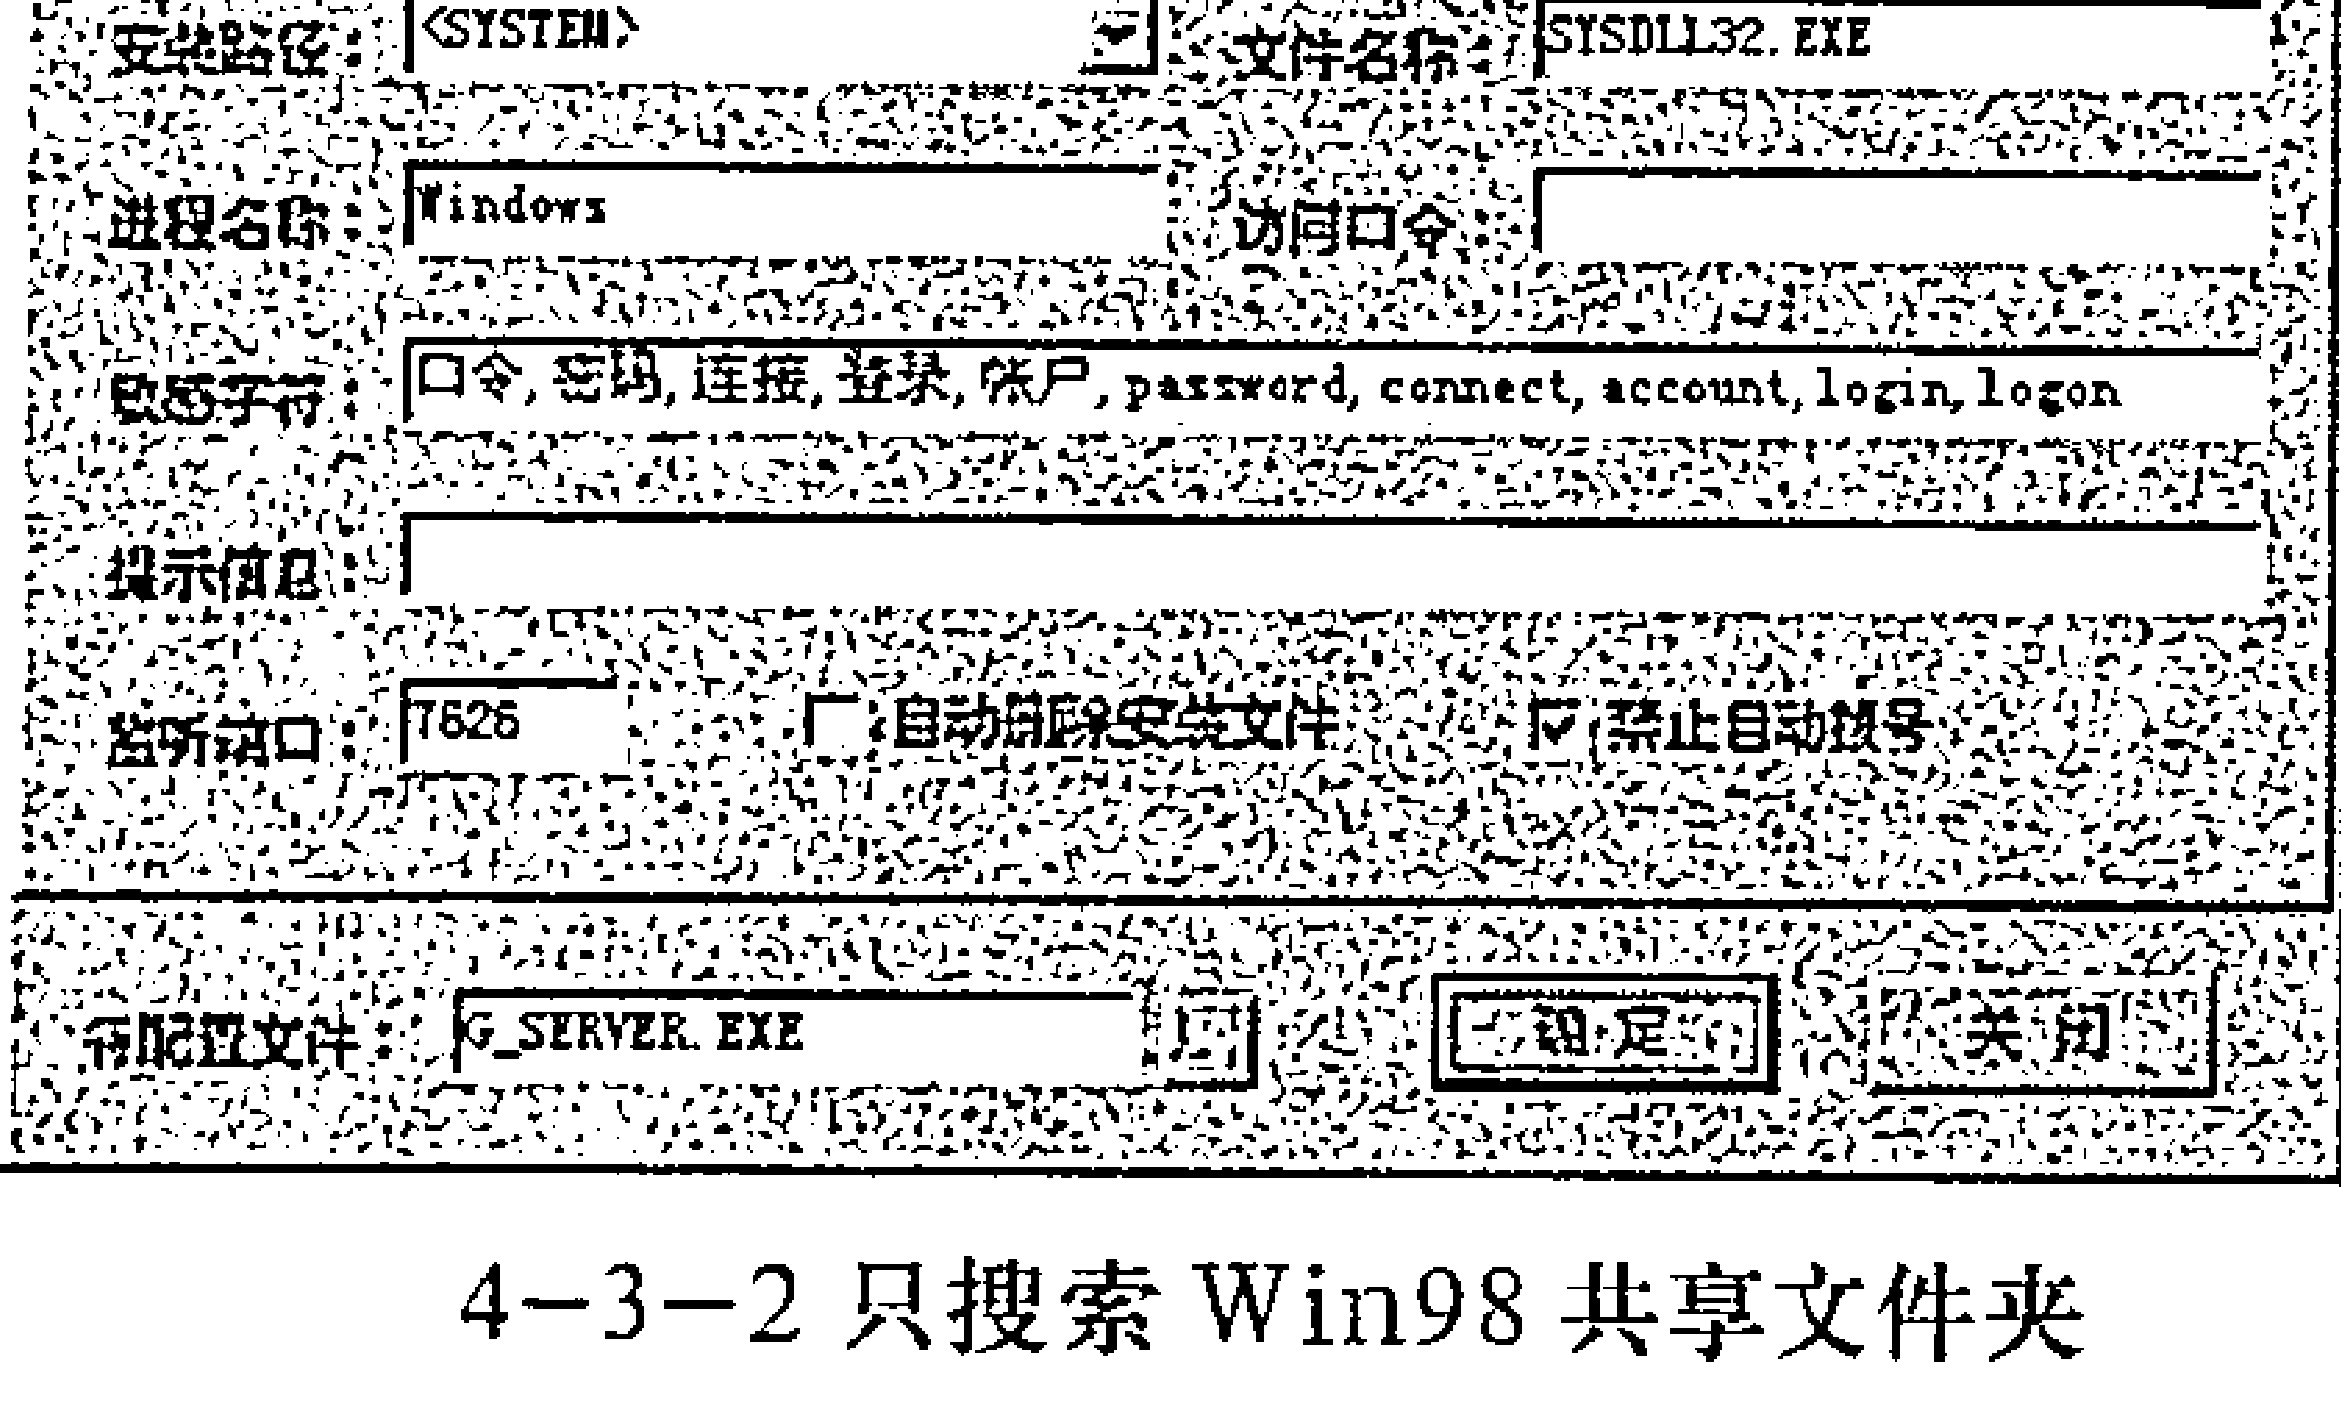 安装路径: <SYSTEM> 文件名称: SYSDLL32.EXE
进程名称: Windows 访问口令:
敏感字符: 口令,密码,连接,登录,帐户,password,connect,account,login,logon
提示信息:
监听端口: 7626 自动删除安装文件 禁止自动拨号
待配置文件: G_SERVER.EXE 确定 关闭
4-3-2 只搜索 Win98 共享文件夹